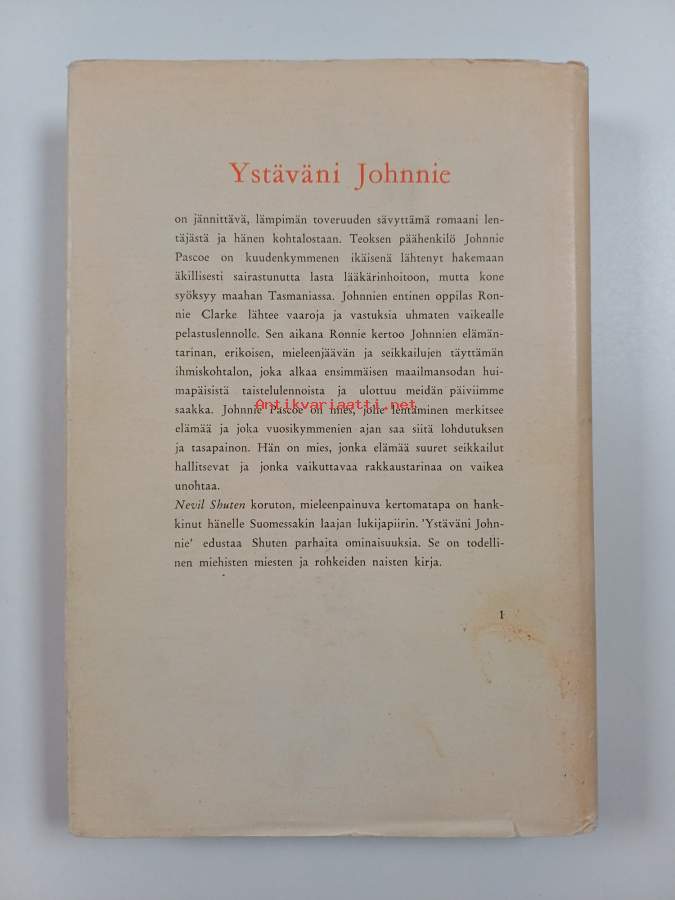 Ystäväni Johnnie
on jännittävä, lämpimän toveruuden sävyttämä romaani len-
täjästä ja hänen kohtalostaan. Teoksen päähenkilö Johnnie
Pascoe on kuudenkymmenen ikäisenä lähtenyt hakemaan
äkillisesti sairastunutta lasta lääkärinhoitoon, mutta kone
syöksyy maahan Tasmaniassa. Johnnien entinen oppilas Ron-
nie Clarke lähtee vaaroja ja vastuksia uhmaten vaikealle
pelastuslennolle. Sen aikana Ronnie kertoo Johnnien elämän-
tarinan, erikoisen, mieleenjäävän ja seikkailujen täyttämän
ihmiskohtalon, joka alkaa ensimmäisen maailmansodan hui-
mapäisistä taistelulennoista ja ulottuu meidän päiviimme
Antikvariaatti.net
saakka. Johnnie Pascoe on mies, jolle lentäminen merkitsee
elämää ja joka vuosikymmenien ajan saa siitä lohdutuksen
ja tasapainon. Hän on mies, jonka elämää suuret seikkailut
hallitsevat ja jonka vaikuttavaa rakkaustarinaa on vaikea
unohtaa.
Nevil Shuten koruton, mieleenpainuva kertomatapa on hank-
kinut hänelle Suomessakin laajan lukijapiirin. 'Ystäväni John-
nie' edustaa Shuten parhaita ominaisuuksia. Se on todelli-
nen miehisten miesten ja rohkeiden naisten kirja.
1